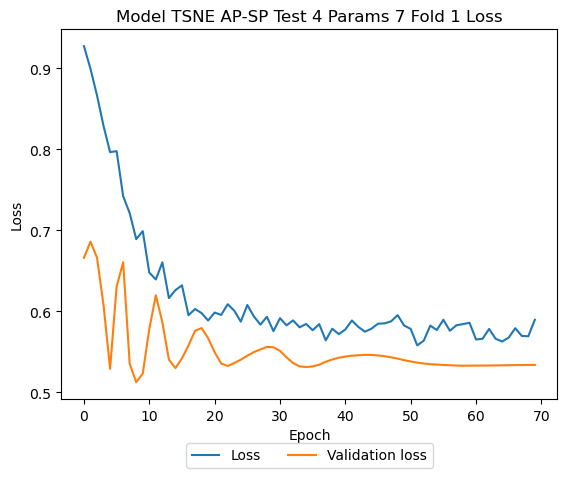 Model TSNE AP-SP Test 4 Params 7 Fold 1 Loss
0.9
0.8
0.7
0.6
0.5
Loss
0 10 20 30 40 50 60 70
Epoch
Loss Validation loss